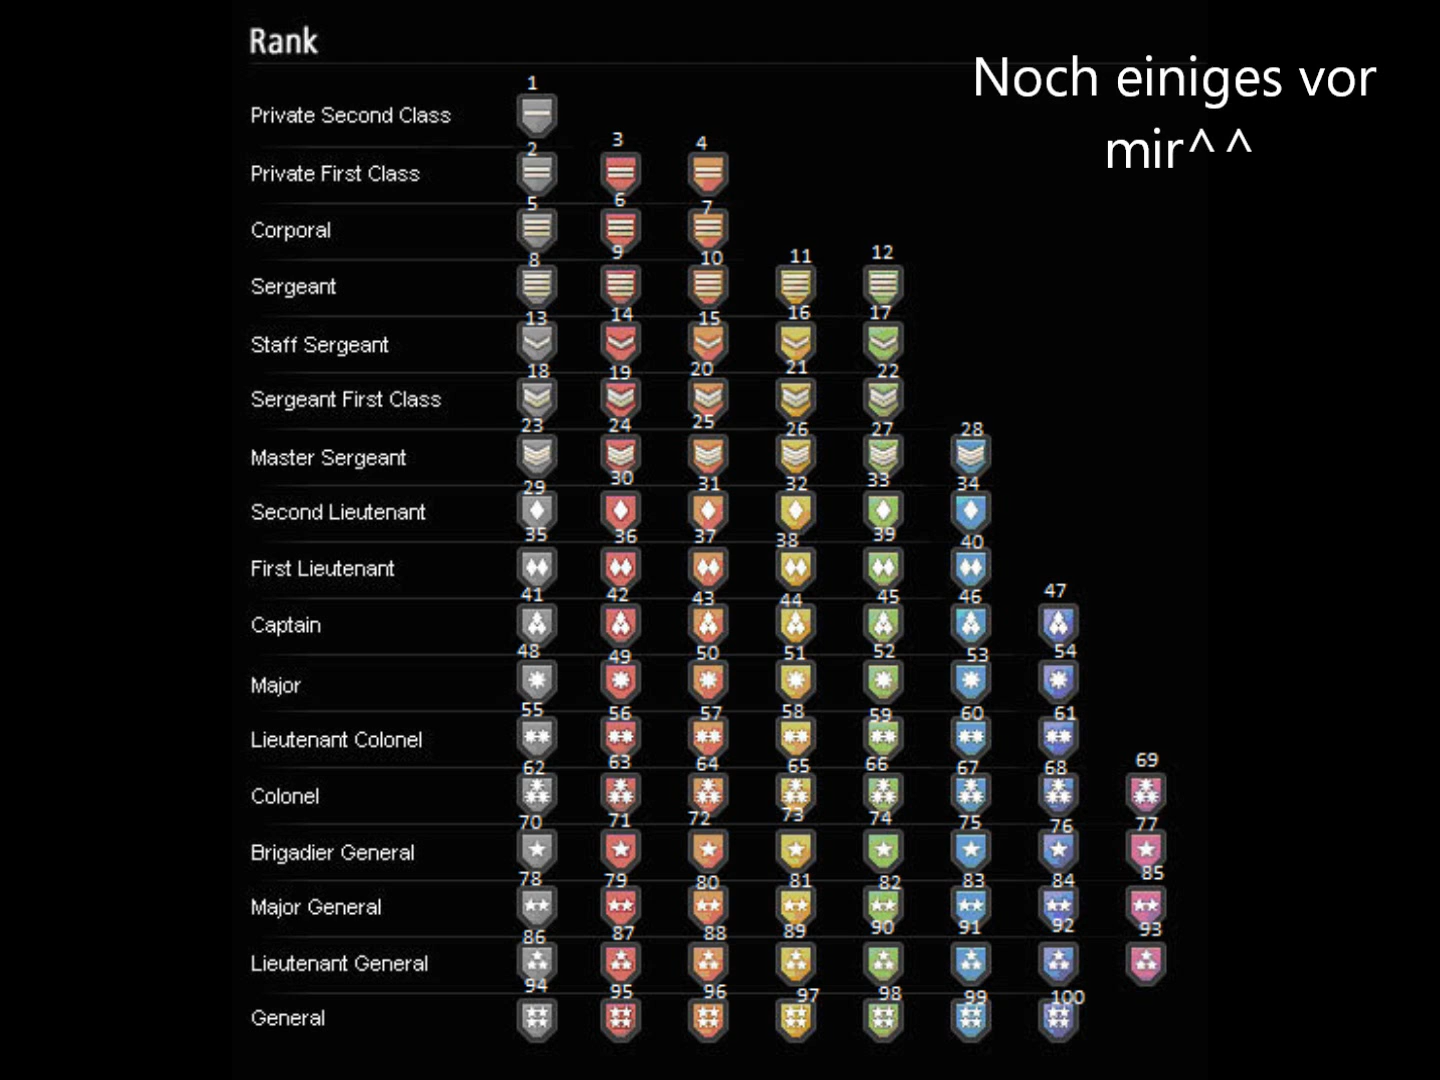 Rank
Noch einiges vor
mir^^
1
Private Second Class
2 3 4
Private First Class
5 6 7
Corporal
8 9 10 11 12
Sergeant
13 14 15 16 17
Staff Sergeant
18 19 20 21 22
Sergeant First Class
23 24 25 26 27 28
Master Sergeant
29 30 31 32 33 34
Second Lieutenant
35 36 37 38 39 40
First Lieutenant
41 42 43 44 45 46 47
Captain
48 49 50 51 52 53 54
Major
55 56 57 58 59 60 61
Lieutenant Colonel
62 63 64 65 66 67 68 69
Colonel
70 71 72 73 74 75 76 77
Brigadier General
78 79 80 81 82 83 84 85
Major General
86 87 88 89 90 91 92 93
Lieutenant General
94 95 96 97 98 99 100
General